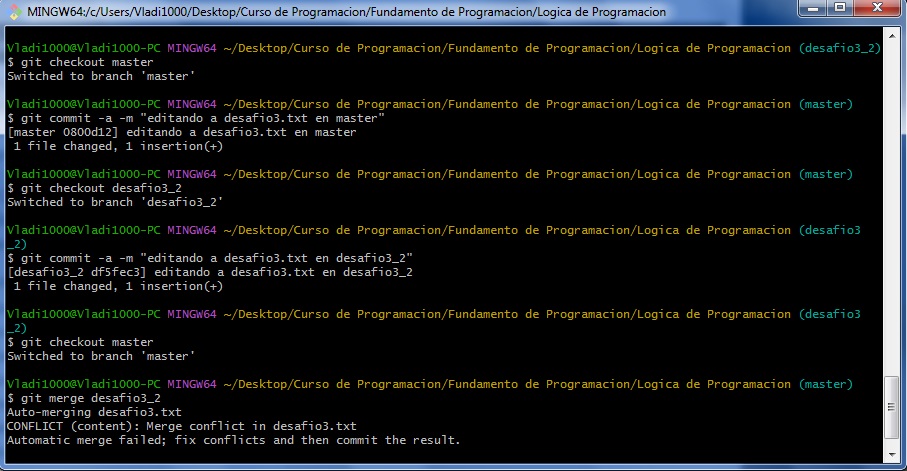 MINGW64:/c/Users/Vladi1000/Desktop/Curso de Programacion/Fundamento de Programacion/Logica de Programacion
Vladi1000@Vladi1000-PC MINGW64 ~/Desktop/Curso de Programacion/Fundamento de Programacion/Logica de Programacion (desafio3_2)
$ git checkout master
Switched to branch 'master'
Vladi1000@Vladi1000-PC MINGW64 ~/Desktop/Curso de Programacion/Fundamento de Programacion/Logica de Programacion (master)
$ git commit -a -m "editando a desafio3.txt en master"
[master 0800d12] editando a desafio3.txt en master
1 file changed, 1 insertion(+)
Vladi1000@Vladi1000-PC MINGW64 ~/Desktop/Curso de Programacion/Fundamento de Programacion/Logica de Programacion (master)
$ git checkout desafio3_2
Switched to branch 'desafio3_2'
Vladi1000@Vladi1000-PC MINGW64 ~/Desktop/Curso de Programacion/Fundamento de Programacion/Logica de Programacion (desafio3
_2)
$ git commit -a -m "editando a desafio3.txt en desafio3_2"
[desafio3_2 df5fec3] editando a desafio3.txt en desafio3_2
1 file changed, 1 insertion(+)
Vladi1000@Vladi1000-PC MINGW64 ~/Desktop/Curso de Programacion/Fundamento de Programacion/Logica de Programacion (desafio3
_2)
$ git checkout master
Switched to branch 'master'
Vladi1000@Vladi1000-PC MINGW64 ~/Desktop/Curso de Programacion/Fundamento de Programacion/Logica de Programacion (master)
$ git merge desafio3_2
Auto-merging desafio3.txt
CONFLICT (content): Merge conflict in desafio3.txt
Automatic merge failed; fix conflicts and then commit the result.